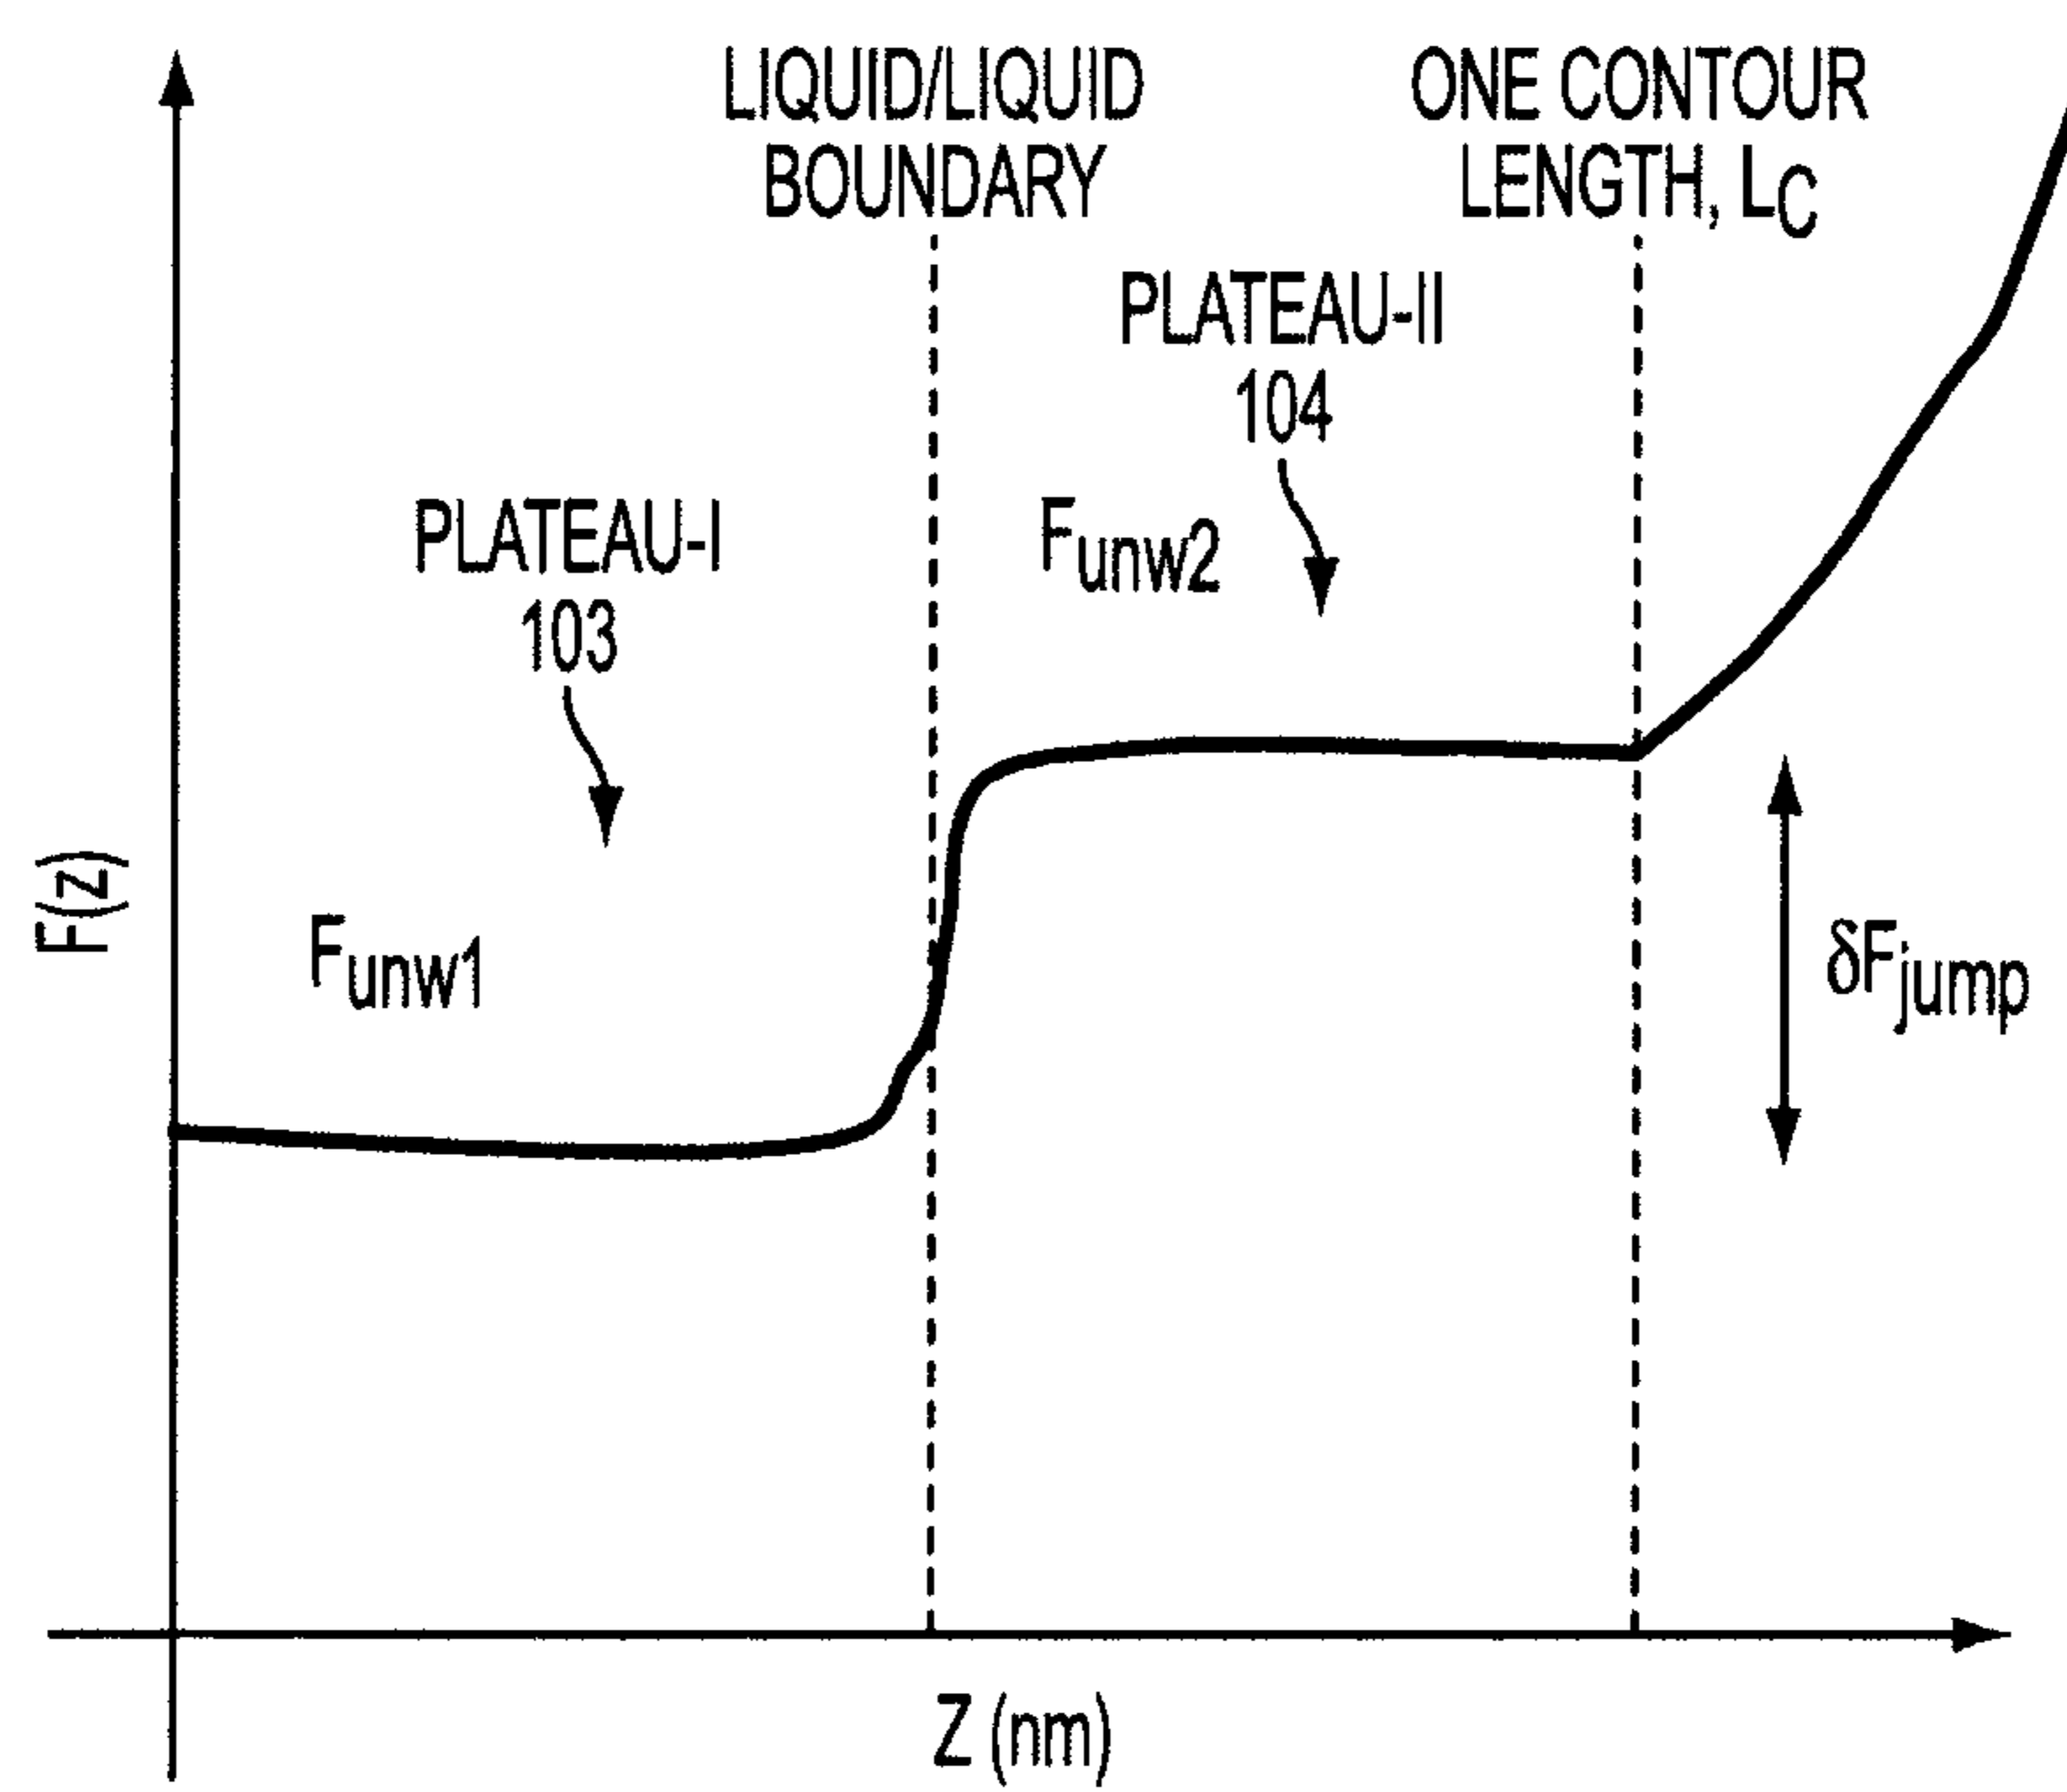 LIQUID/LIQUID
BOUNDARY
ONE CONTOUR
LENGTH, LC
PLATEAU-II
104
Funw2
PLATEAU-I
103
Funw1
F(z)
δFjump
Z (nm)